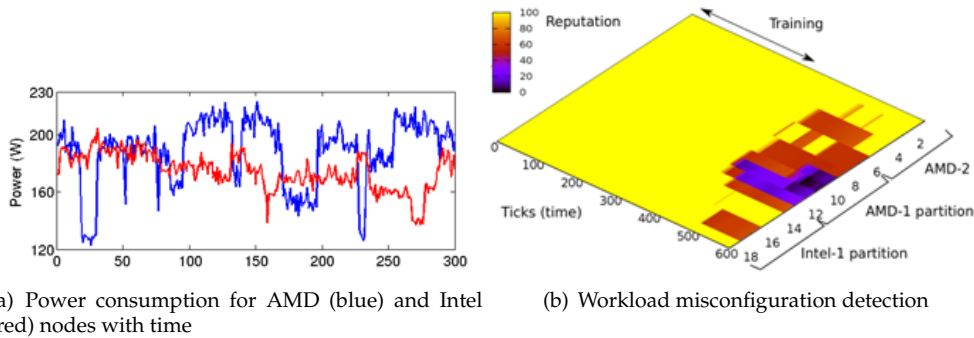 100
80
60
40
20
0
Reputation
Training
230
200
160
120
Power (W)
0 50 100 150 200 250 300
0
100
200
300
400
500
600
Ticks (time)
2
4
6
8
10
12
14
16
18
AMD-2
AMD-1 partition
Intel-1 partition
a) Power consumption for AMD (blue) and Intel
red) nodes with time
(b) Workload misconfiguration detection